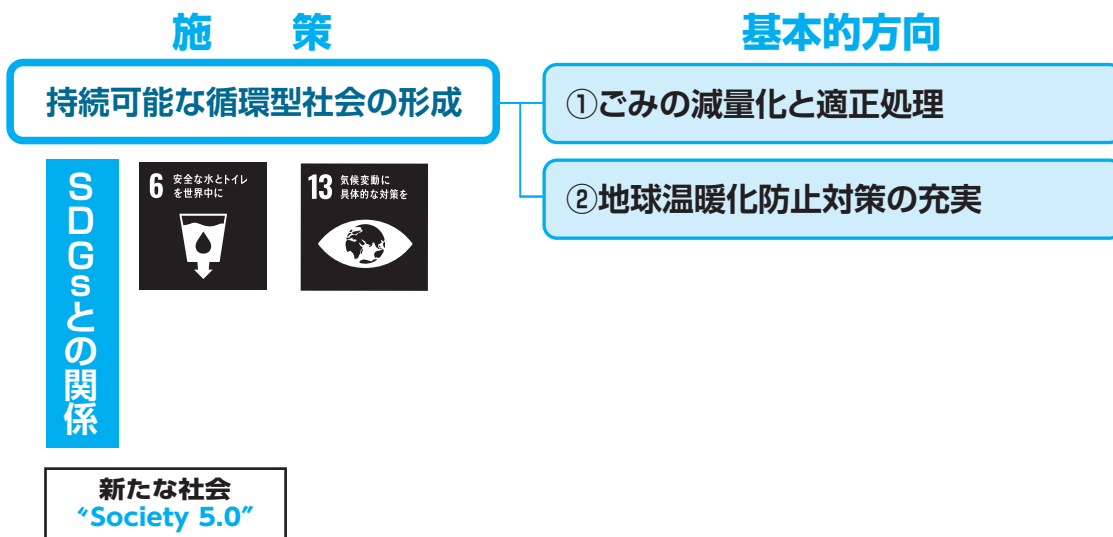 施　策
基本的方向
持続可能な循環型社会の形成
①ごみの減量化と適正処理
②地球温暖化防止対策の充実
SDGsとの関係
6 安全な水とトイレ
を世界中に
13 気候変動に
具体的な対策を
新たな社会
“Society 5.0”